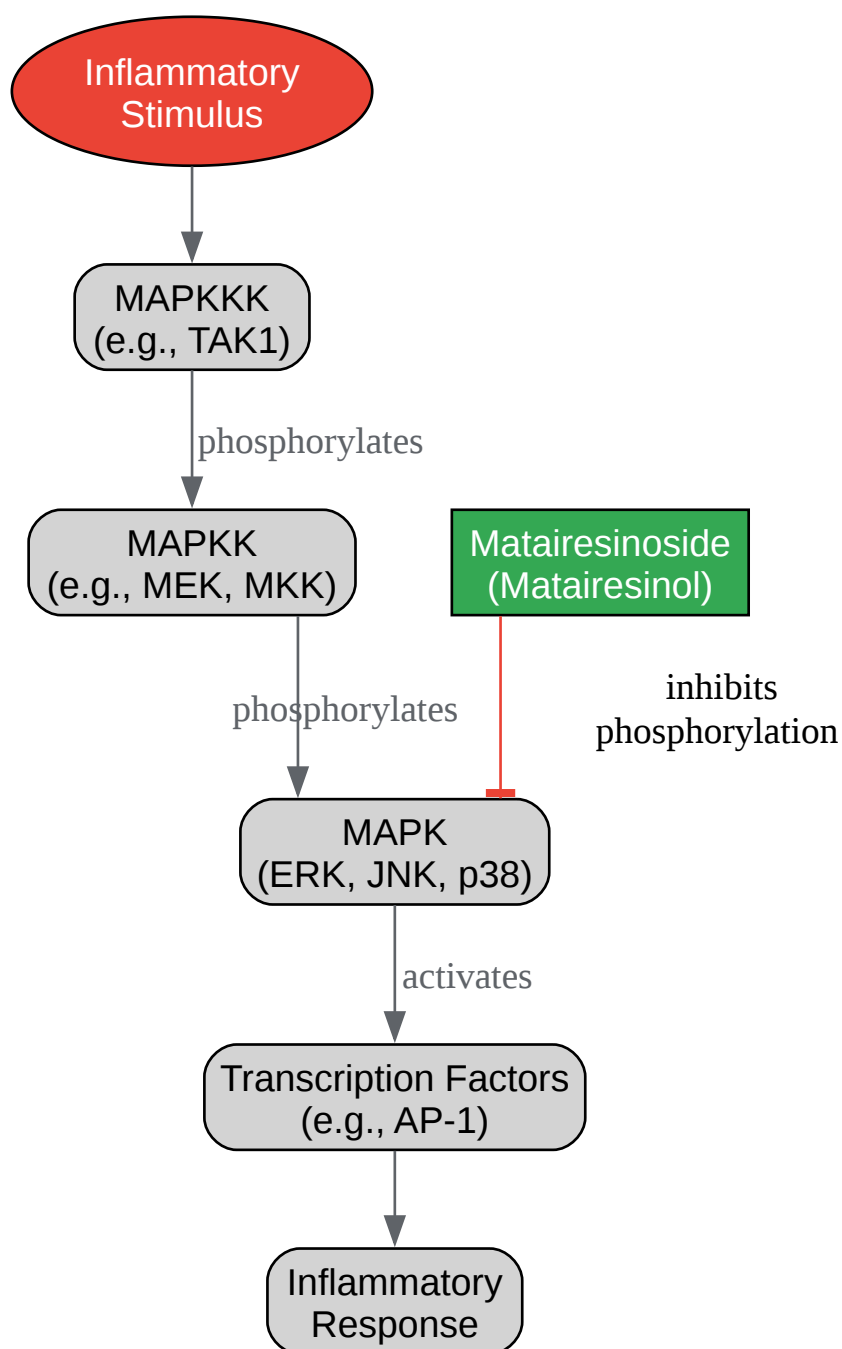 Inflammatory
Stimulus
MAPKKK
(e.g., TAK1)
phosphorylates
MAPKK
(e.g., MEK, MKK)
Matairesinoside
(Matairesinol)
phosphorylates
inhibits
phosphorylation
MAPK
(ERK, JNK, p38)
activates
Transcription Factors
(e.g., AP-1)
Inflammatory
Response